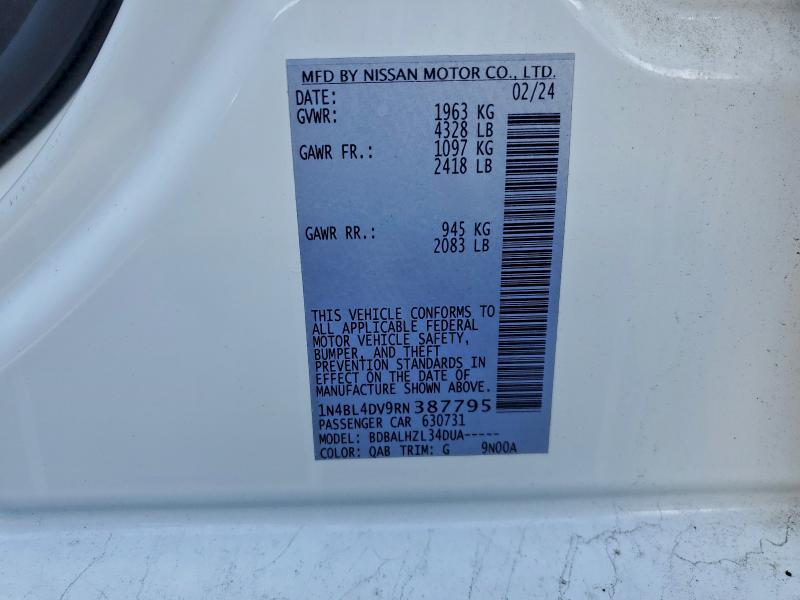 MFD BY NISSAN MOTOR CO., LTD.
DATE: 02/24
GVWR: 1963 KG
4328 LB
GAWR FR.: 1097 KG
2418 LB
GAWR RR.: 945 KG
2083 LB
THIS VEHICLE CONFORMS TO
ALL APPLICABLE FEDERAL
MOTOR VEHICLE SAFETY,
BUMPER, AND THEFT
PREVENTION STANDARDS IN
EFFECT ON THE DATE OF
MANUFACTURE SHOWN ABOVE.
1N4BL4DV9RN 387795
PASSENGER CAR 630731
MODEL: BDBALHZL34DUA-----
COLOR: QAB TRIM: G 9N00A